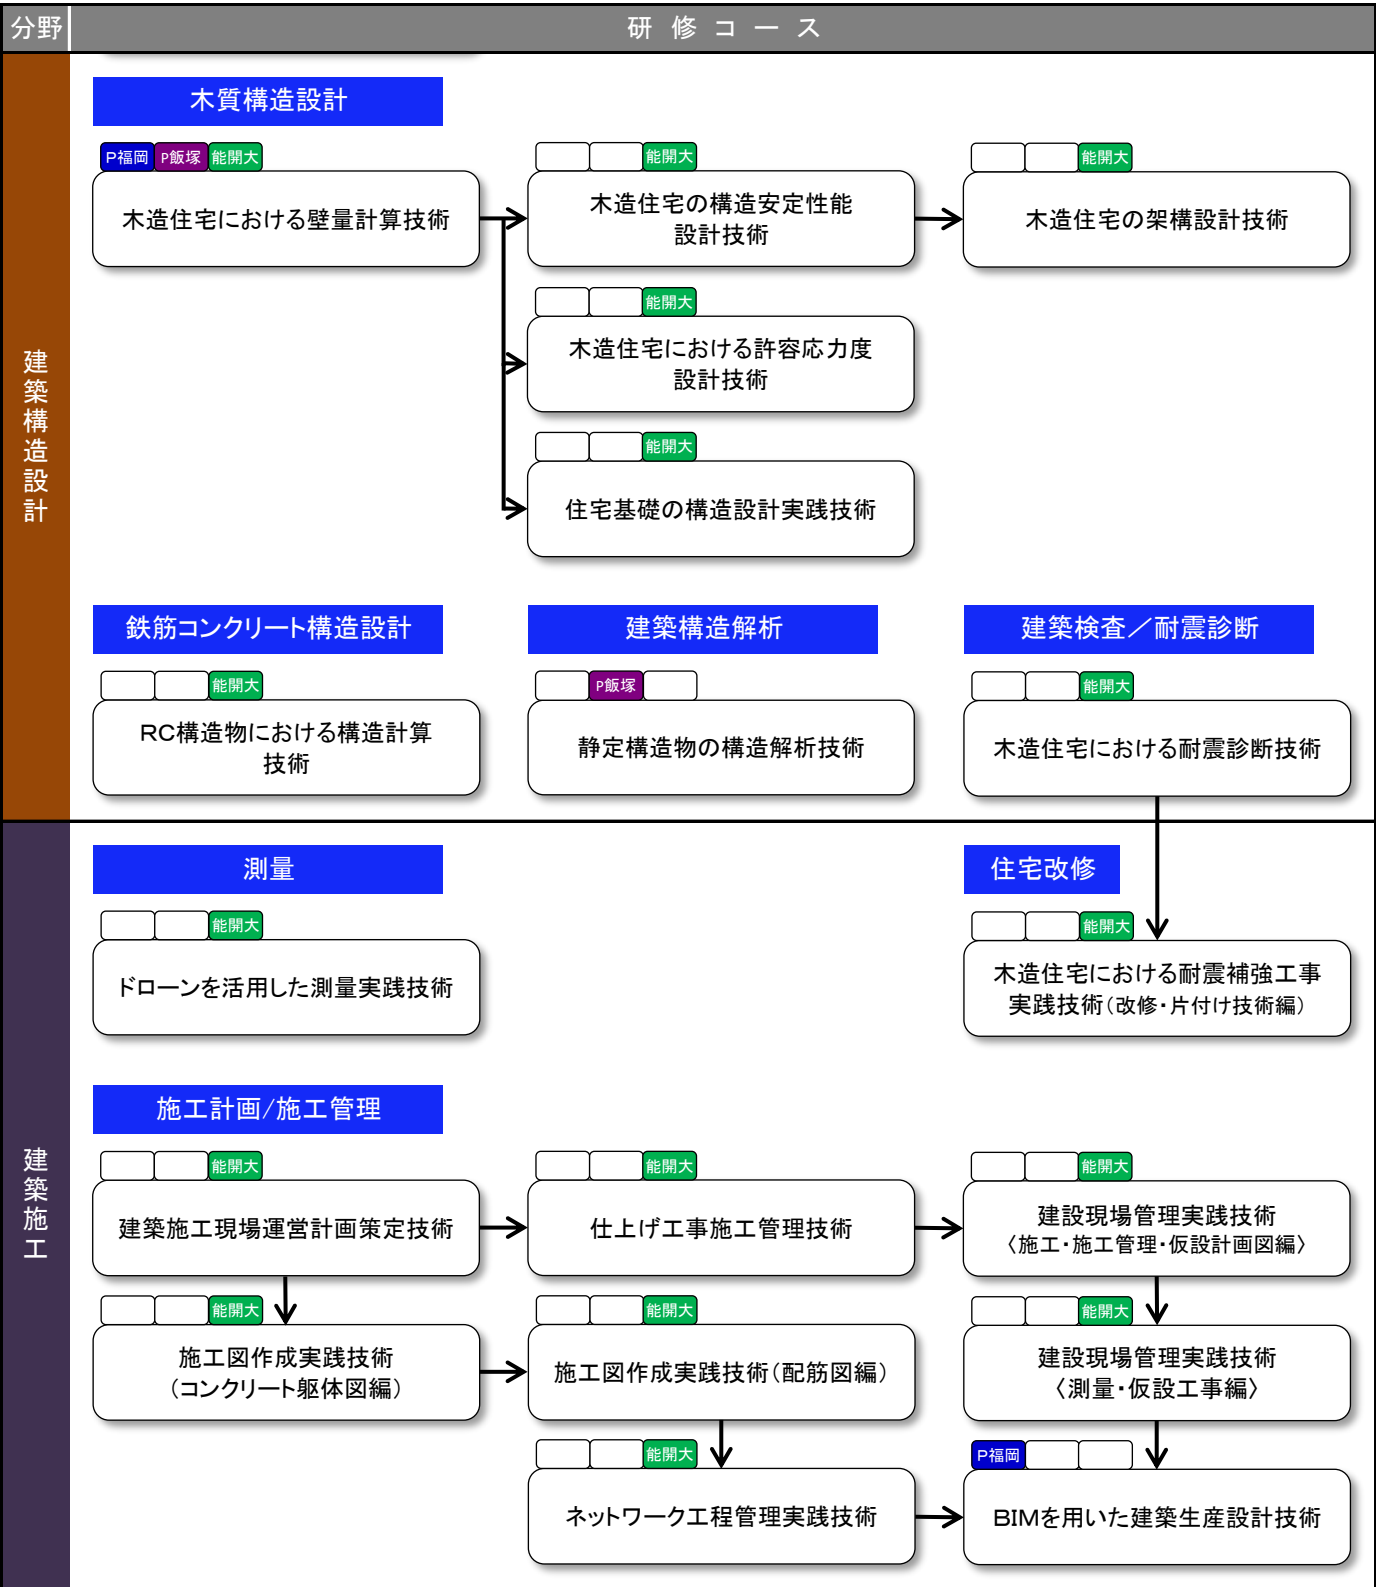 分野
研修コース
建築構造設計
木質構造設計
P福岡 P飯塚 能開大
木造住宅における壁量計算技術
能開大
木造住宅の構造安定性能
設計技術
能開大
木造住宅の架構設計技術
能開大
木造住宅における許容応力度
設計技術
能開大
住宅基礎の構造設計実践技術
鉄筋コンクリート構造設計
能開大
RC構造物における構造計算
技術
建築構造解析
P飯塚
静定構造物の構造解析技術
建築検査／耐震診断
能開大
木造住宅における耐震診断技術
建築施工
測量
能開大
ドローンを活用した測量実践技術
住宅改修
能開大
木造住宅における耐震補強工事
実践技術（改修・片付け技術編）
施工計画/施工管理
能開大
建築施工現場運営計画策定技術
能開大
仕上げ工事施工管理技術
能開大
建設現場管理実践技術
〈施工・施工管理・仮設計画図編〉
能開大
施工図作成実践技術
（コンクリート躯体図編）
能開大
施工図作成実践技術（配筋図編）
能開大
建設現場管理実践技術
〈測量・仮設工事編〉
能開大
ネットワーク工程管理実践技術
P福岡
BIMを用いた建築生産設計技術